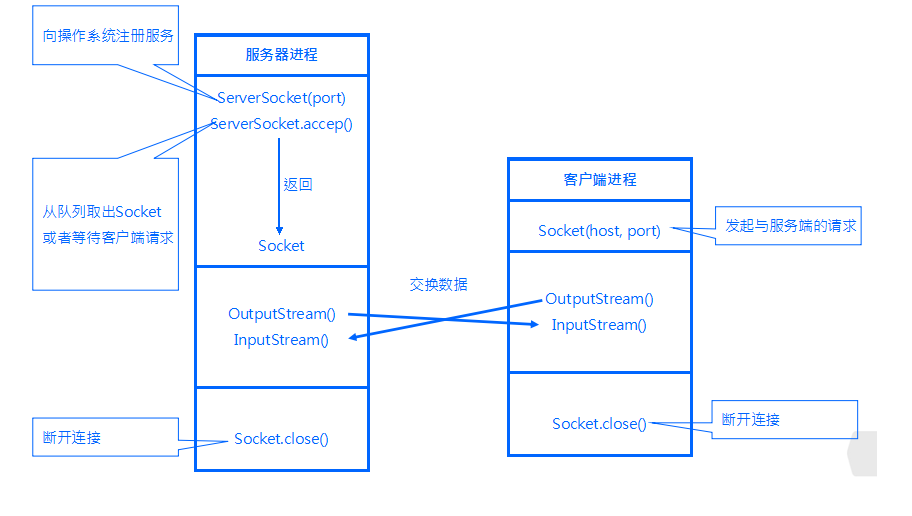 向操作系统注册服务
服务器进程
ServerSocket(port)
ServerSocket.accep()
返回
从队列取出Socket
或者等待客户端请求
Socket
客户端进程
Socket(host, port)
发起与服务端的请求
交换数据
OutputStream()
InputStream()
OutputStream()
InputStream()
断开连接
Socket.close()
Socket.close()
断开连接